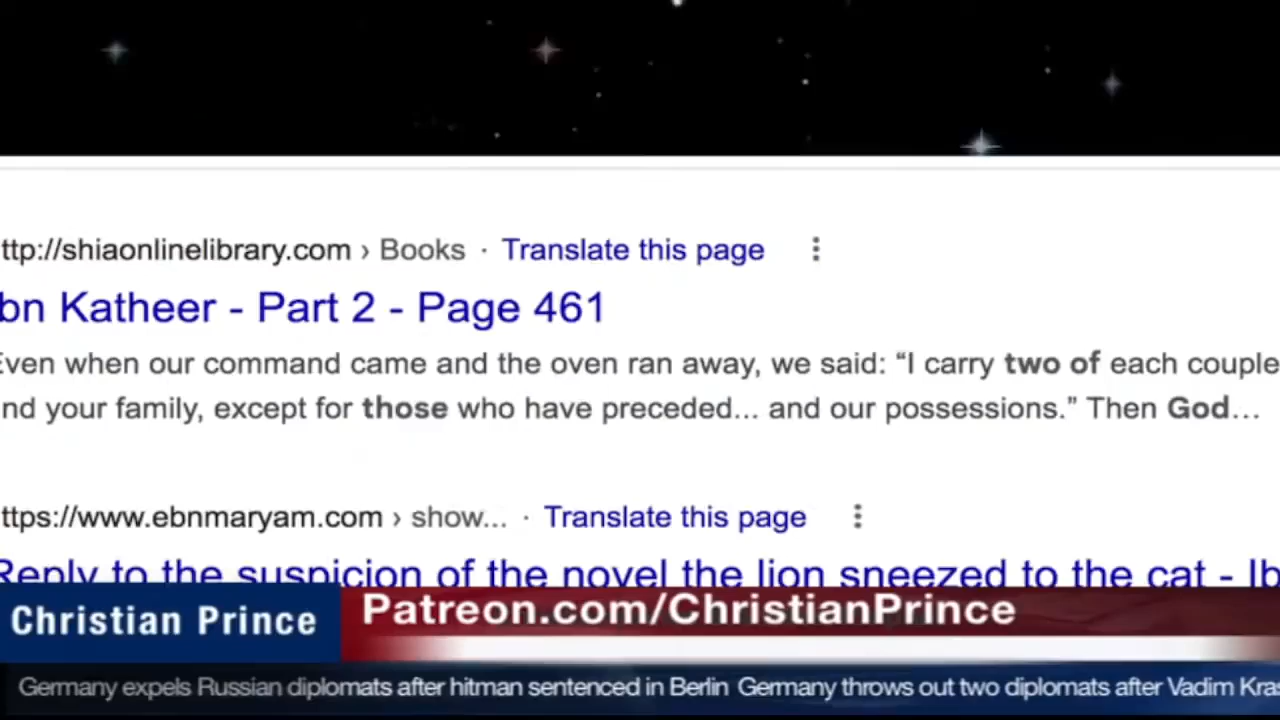 ttp://shiaonlinelibrary.com › Books · Translate this page
bn Katheer - Part 2 - Page 461
Even when our command came and the oven ran away, we said: “I carry two of each couple
nd your family, except for those who have preceded... and our possessions.” Then God...
ttps://www.ebnmaryam.com › show... · Translate this page
Reply to the suspicion of the novel the lion sneezed to the cat - Ib
Christian Prince
Patreon.com/ChristianPrince
Germany expels Russian diplomats after hitman sentenced in Berlin Germany throws out two diplomats after Vadim Kras